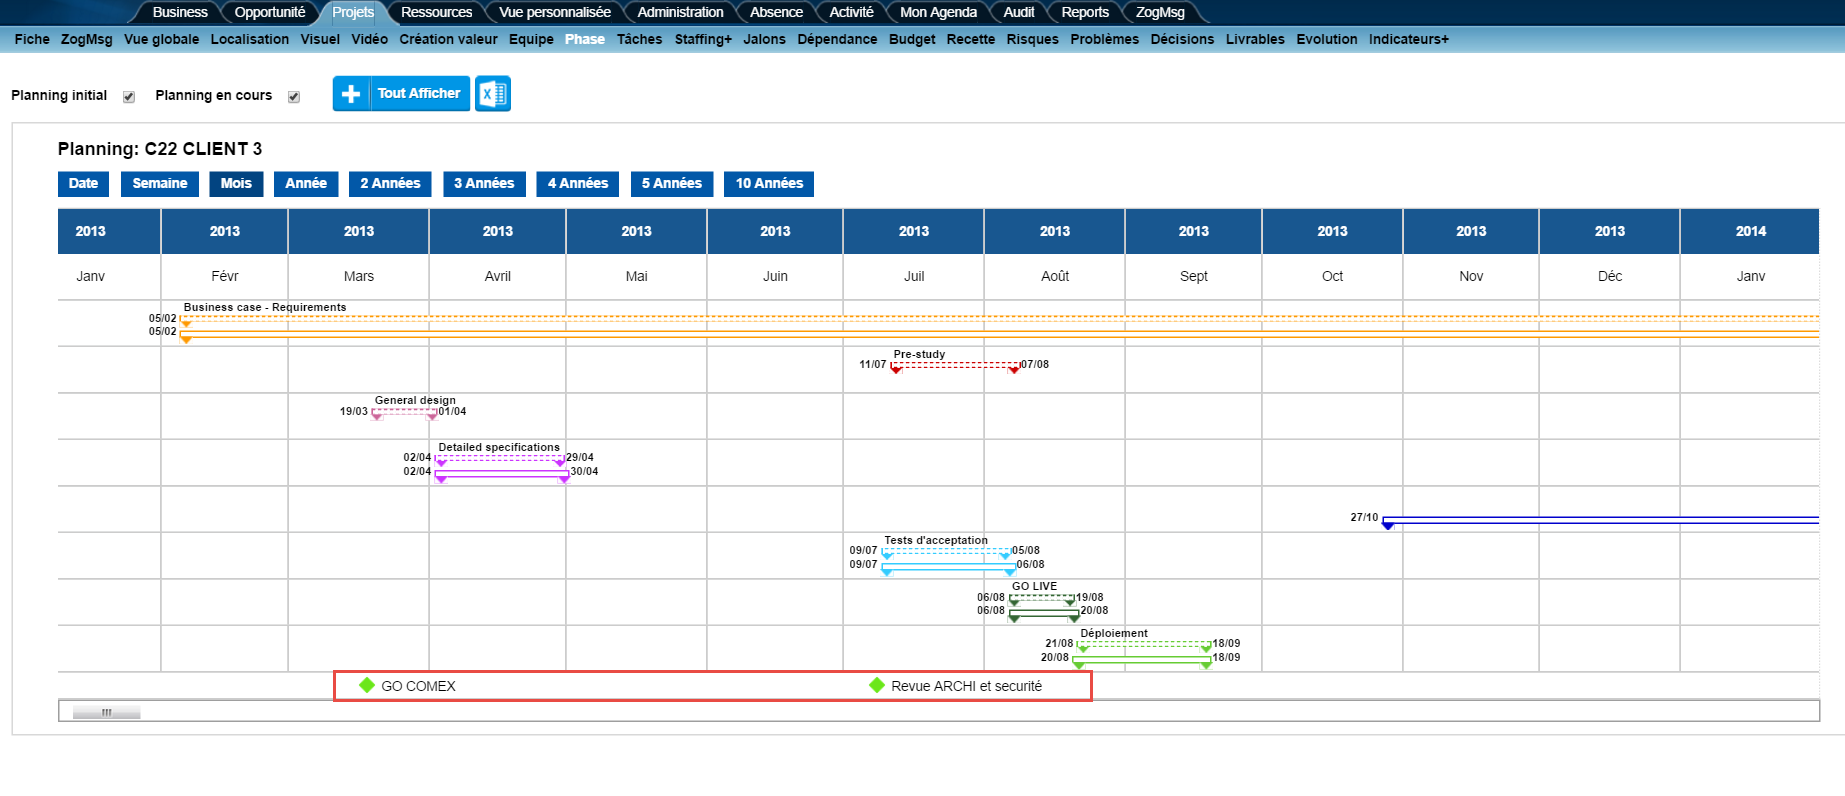 Business Opportunité Projets Ressources Vue personnalisée Administration Absence Activité Mon Agenda Audit Reports ZogMsg
Fiche ZogMsg Vue globale Localisation Visuel Vidéo Création valeur Equipe Phase Tâches Staffing+ Jalons Dépendance Budget Recette Risques Problèmes Décisions Livrables Evolution Indicateurs+
Planning initial Planning en cours Tout Afficher
Planning: C22 CLIENT 3
Date Semaine Mois Année 2 Années 3 Années 4 Années 5 Années 10 Années
2013 2013 2013 2013 2013 2013 2013 2013 2013 2013 2013 2013 2014
Janv Févr Mars Avril Mai Juin Juil Août Sept Oct Nov Déc Janv
Business case - Requirements
05/02
05/02
Pre-study
11/07 07/08
General design
19/03 01/04
Detailed specifications
02/04 29/04
02/04 30/04
27/10
Tests d'acceptation
09/07 05/08
09/07 06/08
GO LIVE
06/08 19/08
06/08 20/08
Déploiement
21/08 18/09
20/08 18/09
GO COMEX Revue ARCHI et securité